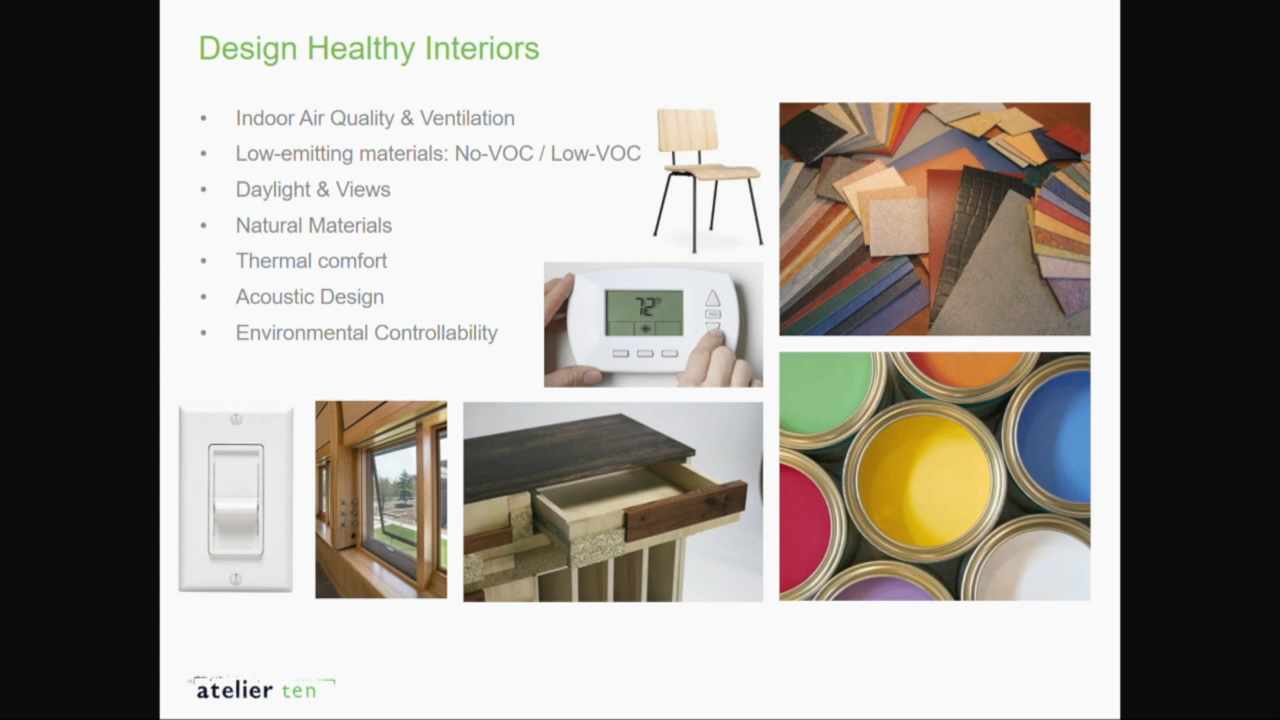 Design Healthy Interiors
• Indoor Air Quality & Ventilation
• Low-emitting materials: No-VOC / Low-VOC
• Daylight & Views
• Natural Materials
• Thermal comfort
• Acoustic Design
• Environmental Controllability
72°
atelier ten